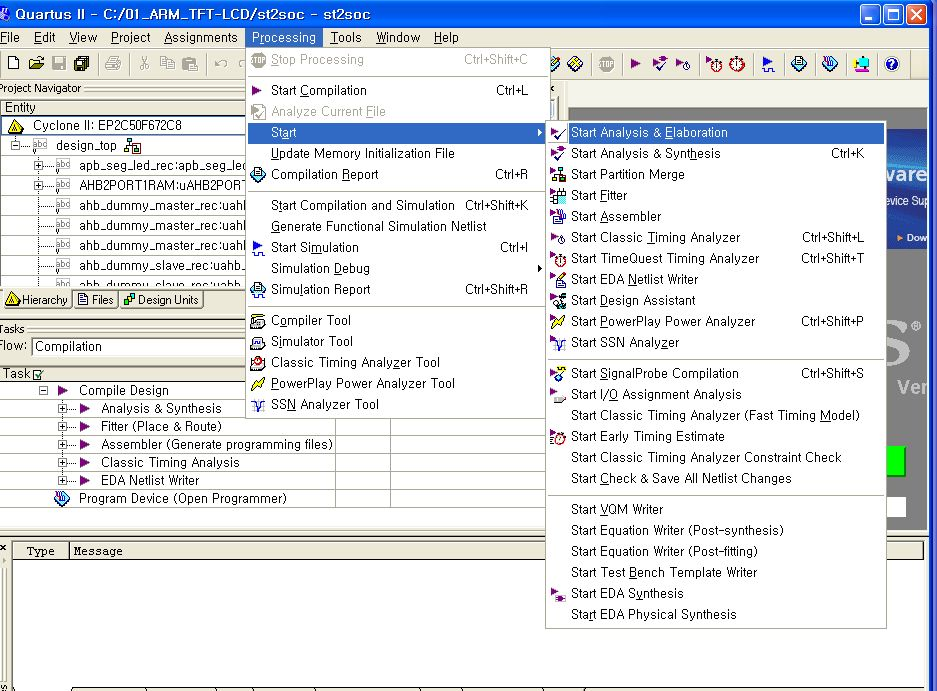 Quartus II - C:/01_ARM_TFT-LCD/st2soc - st2soc
File Edit View Project Assignments Processing Tools Window Help
Project Navigator
Entity
Cyclone II: EP2C50F672C8
design_top
apb_seg_led_rec:apb_seg_led
AHB2PORT1RAM:uAHB2PORT
ahb_dummy_master_rec:uahl
ahb_dummy_master_rec:uahl
ahb_dummy_master_rec:uahl
ahb_dummy_slave_rec:uahb_
Hierarchy Files Design Units
Tasks
Flow: Compilation
Task
Compile Design
Analysis & Synthesis
Fitter (Place & Route)
Assembler (Generate programming files)
Classic Timing Analysis
EDA Netlist Writer
Program Device (Open Programmer)
Type Message
Stop Processing Ctrl+Shift+C
Start Compilation Ctrl+L
Analyze Current File
Start
Update Memory Initialization File
Compilation Report Ctrl+R
Start Compilation and Simulation Ctrl+Shift+K
Generate Functional Simulation Netlist
Start Simulation Ctrl+I
Simulation Debug
Simulation Report Ctrl+Shift+R
Compiler Tool
Simulator Tool
Classic Timing Analyzer Tool
PowerPlay Power Analyzer Tool
SSN Analyzer Tool
Start Analysis & Elaboration
Start Analysis & Synthesis Ctrl+K
Start Partition Merge
Start Fitter
Start Assembler
Start Classic Timing Analyzer Ctrl+Shift+L
Start TimeQuest Timing Analyzer Ctrl+Shift+T
Start EDA Netlist Writer
Start Design Assistant
Start PowerPlay Power Analyzer Ctrl+Shift+P
Start SSN Analyzer
Start SignalProbe Compilation Ctrl+Shift+S
Start I/O Assignment Analysis
Start Classic Timing Analyzer (Fast Timing Model)
Start Early Timing Estimate
Start Classic Timing Analyzer Constraint Check
Start Check & Save All Netlist Changes
Start VQM Writer
Start Equation Writer (Post-synthesis)
Start Equation Writer (Post-fitting)
Start Test Bench Template Writer
Start EDA Synthesis
Start EDA Physical Synthesis
ware
evice Sup
Dow
S®
Ver